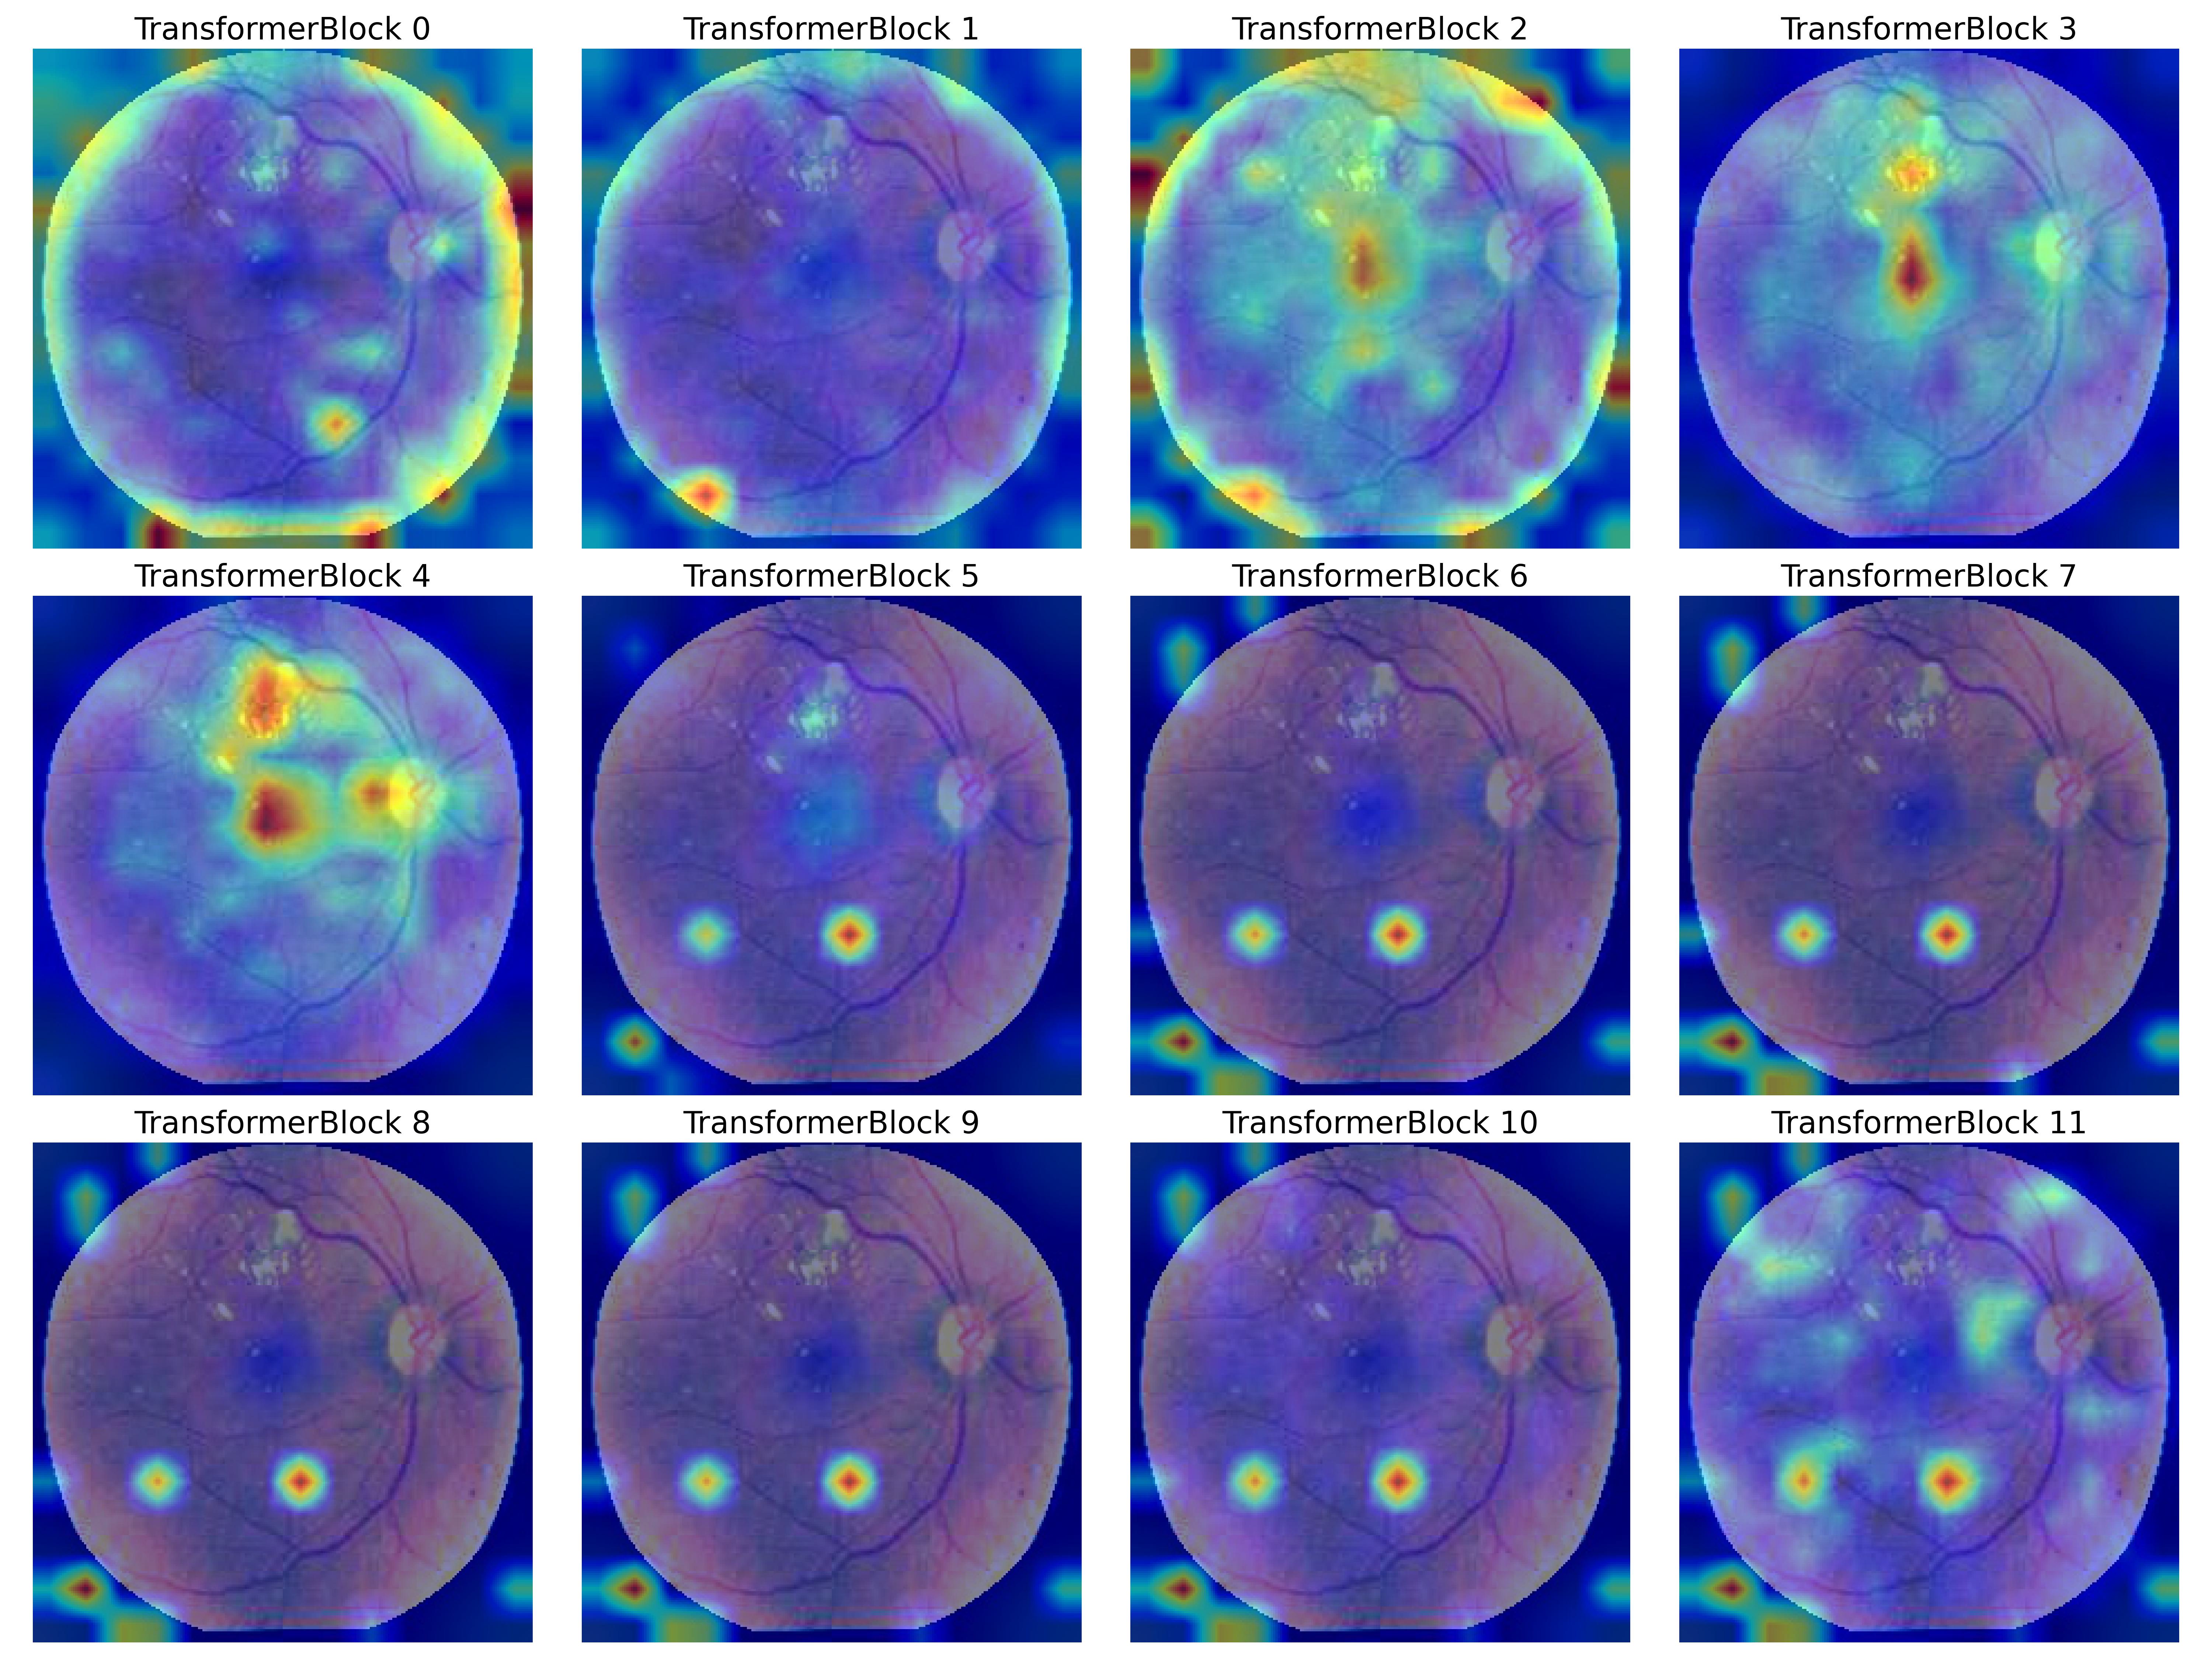 TransformerBlock 0
TransformerBlock 1
TransformerBlock 2
TransformerBlock 3
TransformerBlock 4
TransformerBlock 5
TransformerBlock 6
TransformerBlock 7
TransformerBlock 8
TransformerBlock 9
TransformerBlock 10
TransformerBlock 11